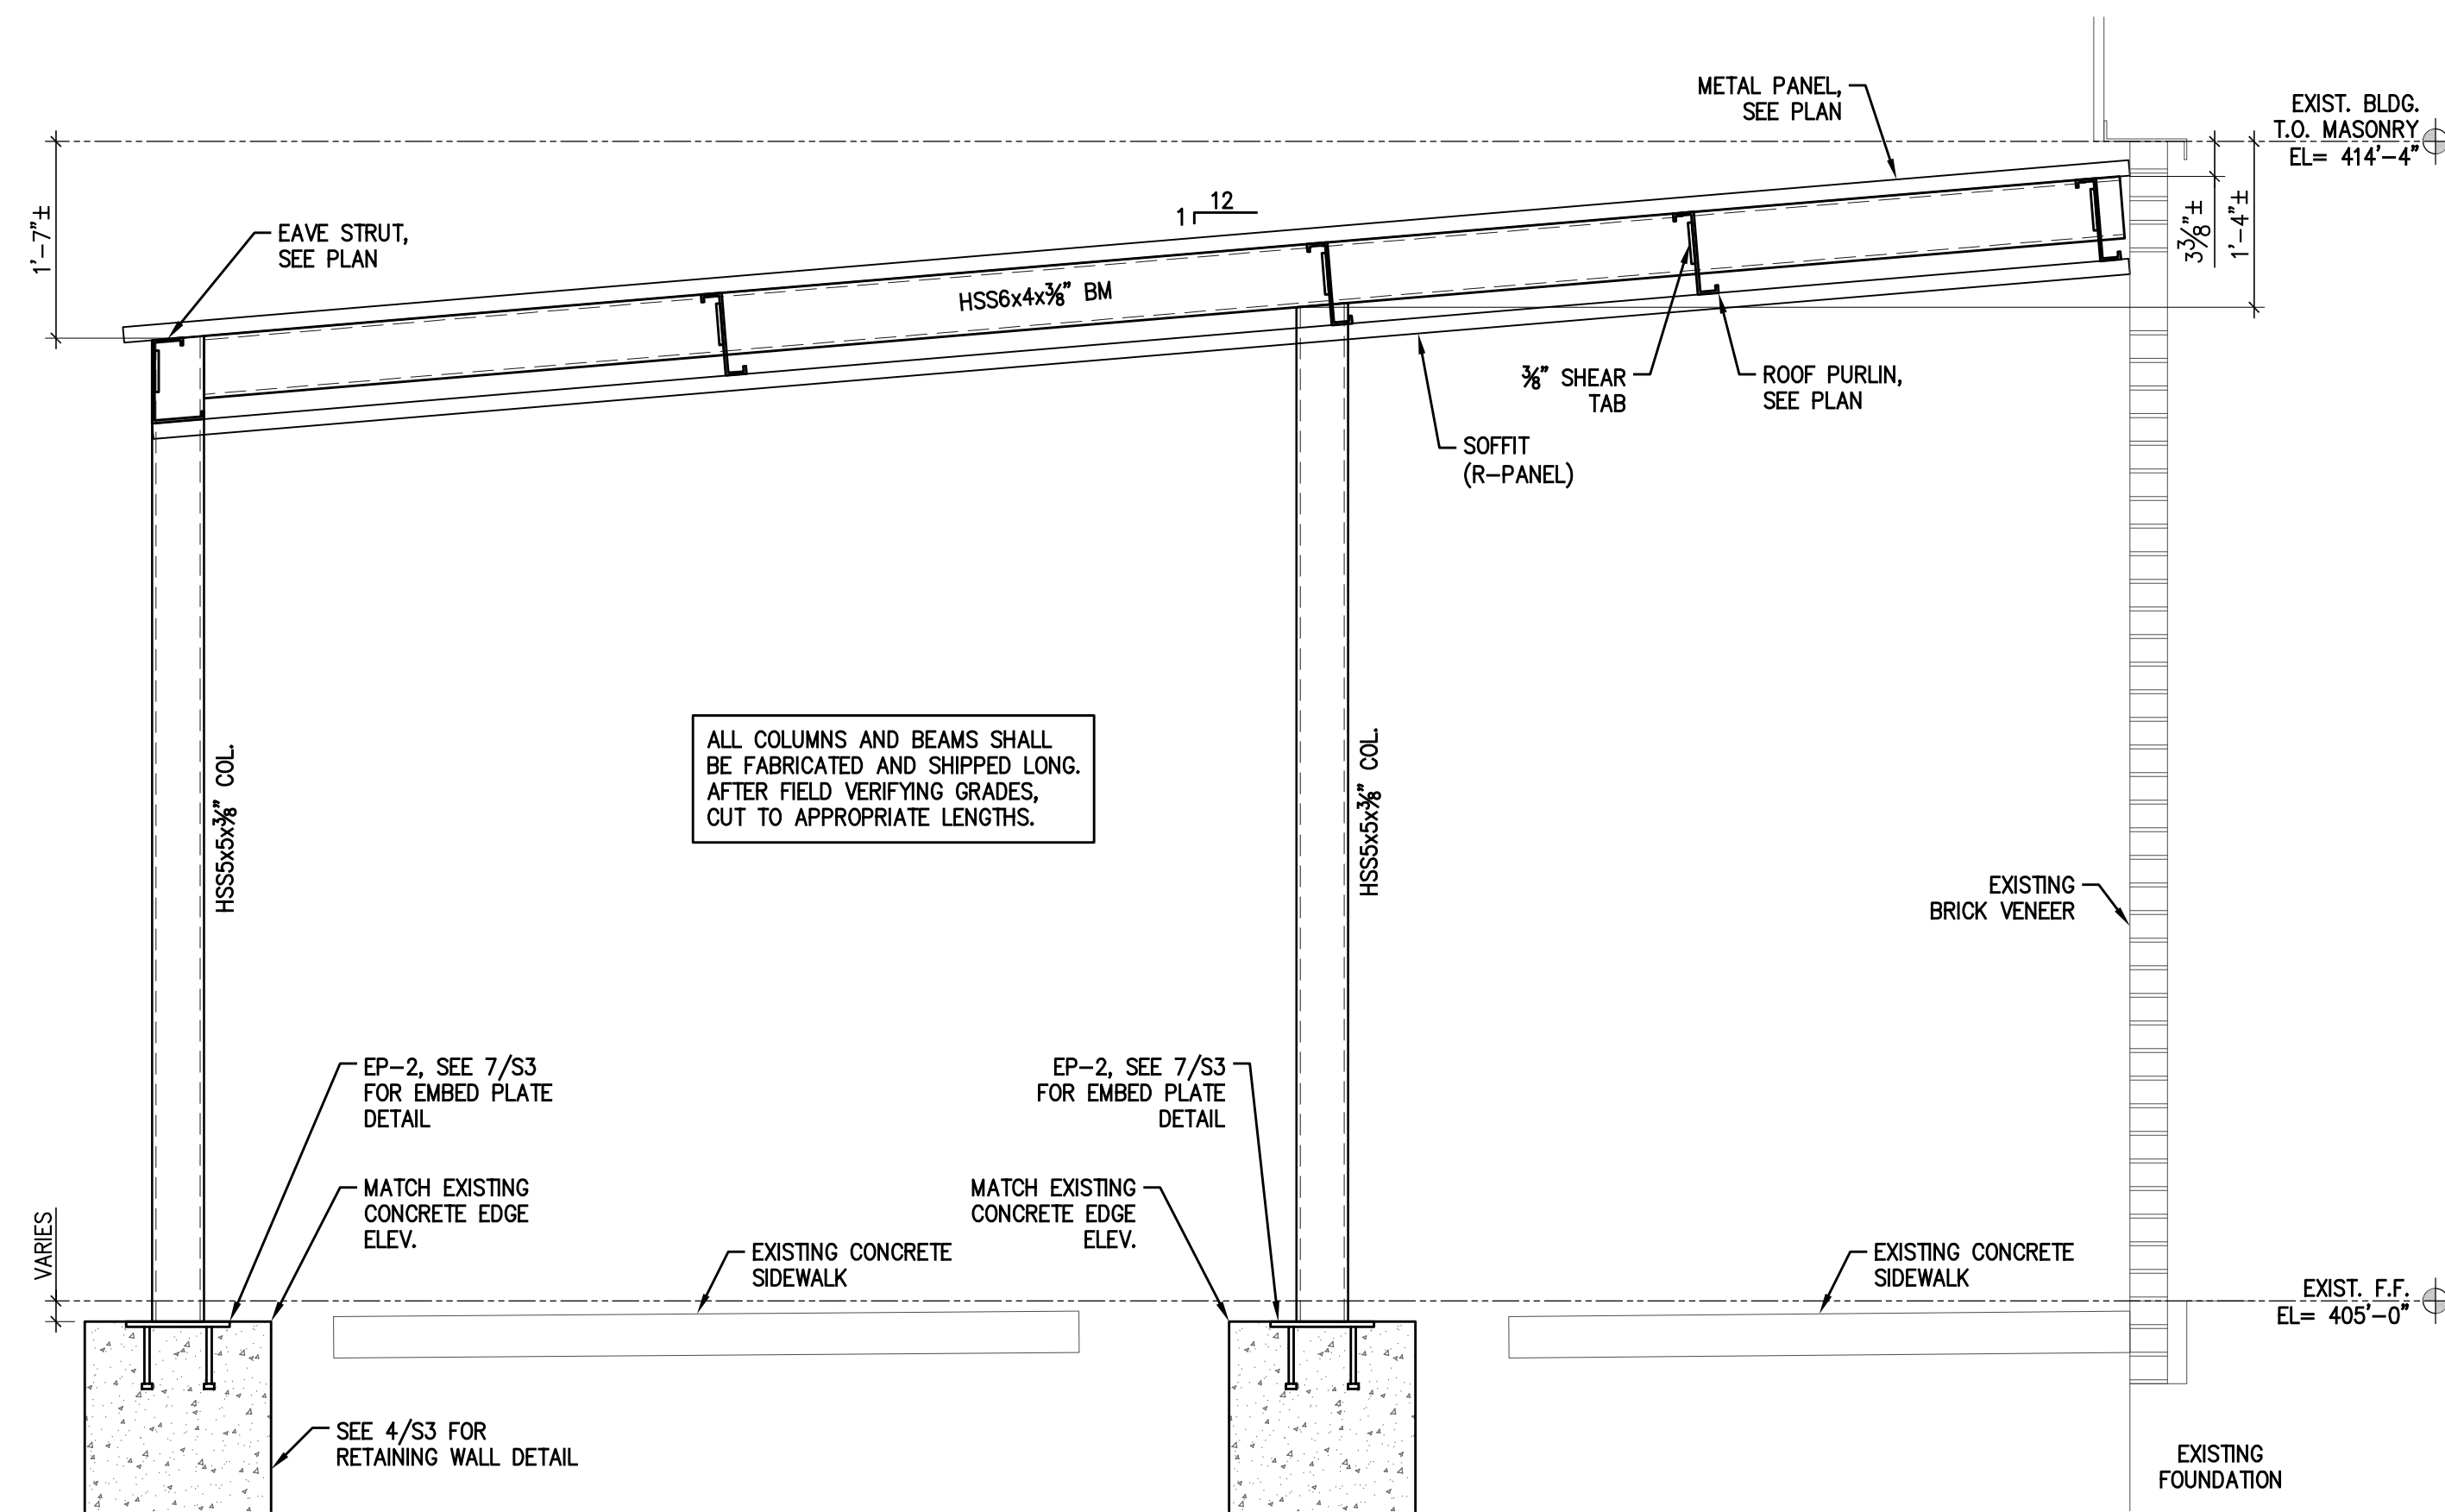 METAL PANEL,
SEE PLAN
EXIST. BLDG.
T.O. MASONRY
EL= 414'-4"
1'-7"±
EAVE STRUT,
SEE PLAN
12
1
3⅜"±
1'-4"±
HSS6x4x⅜" BM
⅜" SHEAR
TAB
ROOF PURLIN,
SEE PLAN
SOFFIT
(R-PANEL)
HSS5x5x⅜" COL.
ALL COLUMNS AND BEAMS SHALL
BE FABRICATED AND SHIPPED LONG.
AFTER FIELD VERIFYING GRADES,
CUT TO APPROPRIATE LENGTHS.
HSS5x5x⅜" COL.
EXISTING
BRICK VENEER
EP-2, SEE 7/S3
FOR EMBED PLATE
DETAIL
EP-2, SEE 7/S3
FOR EMBED PLATE
DETAIL
MATCH EXISTING
CONCRETE EDGE
ELEV.
MATCH EXISTING
CONCRETE EDGE
ELEV.
VARIES
EXISTING CONCRETE
SIDEWALK
EXISTING CONCRETE
SIDEWALK
EXIST. F.F.
EL= 405'-0"
SEE 4/S3 FOR
RETAINING WALL DETAIL
EXISTING
FOUNDATION